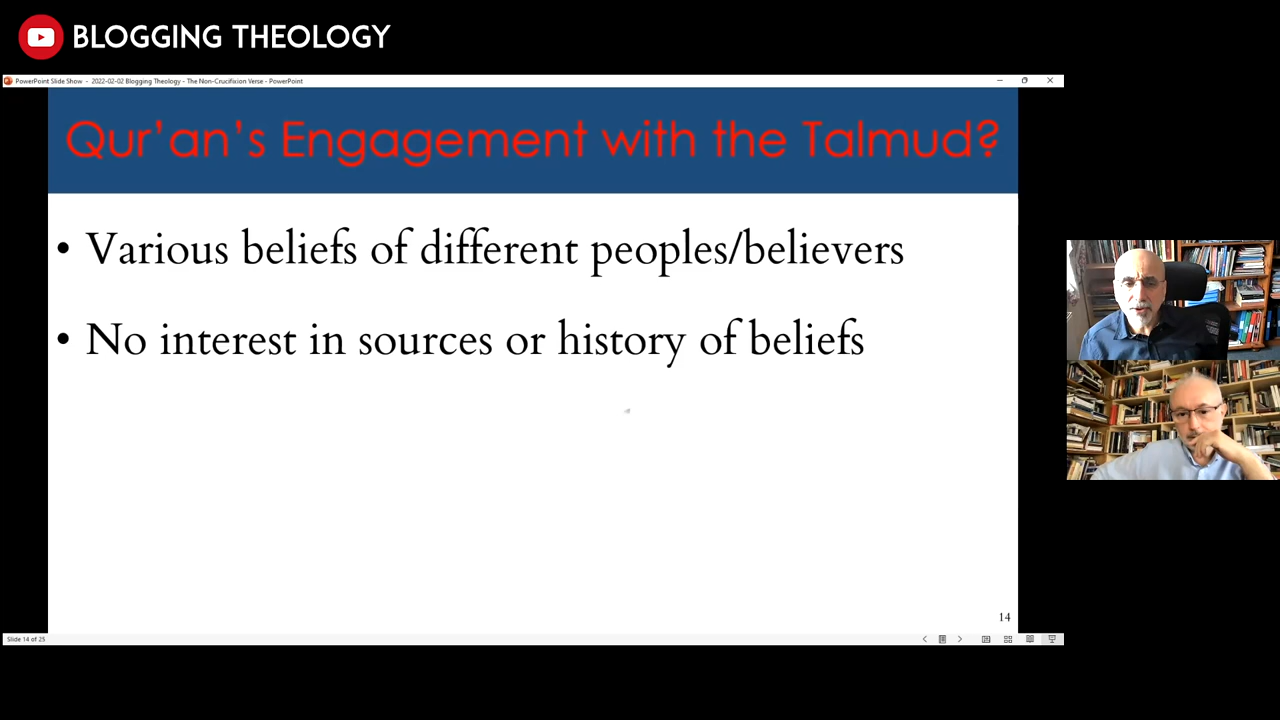 BLOGGING THEOLOGY
PowerPoint Slide Show - 2022-02-02 Blogging Theology - The Non-Crucifixion Verse - PowerPoint
Qur’an’s Engagement with the Talmud?
• Various beliefs of different peoples/believers
• No interest in sources or history of beliefs
14
Slide 14 of 25